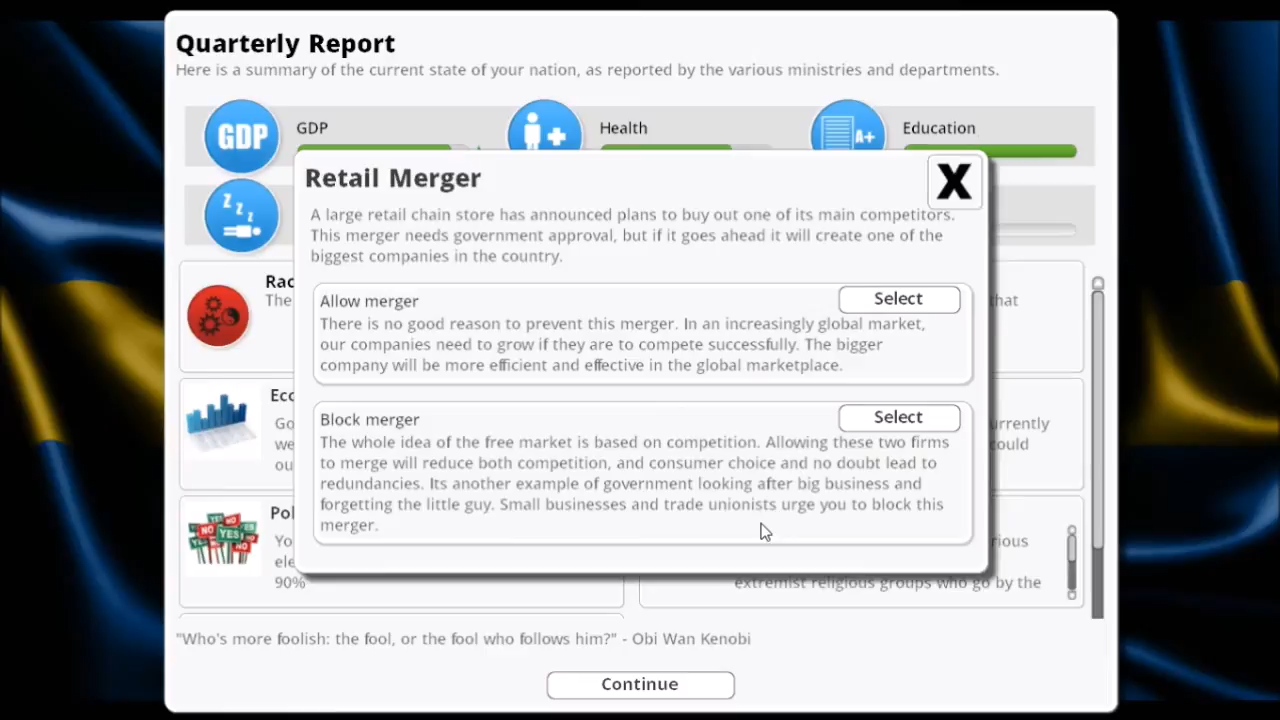 Quarterly Report
Here is a summary of the current state of your nation, as reported by the various ministries and departments.
GDP
GDP
Health
A+
Education
Z Z Z
Retail Merger
X
A large retail chain store has announced plans to buy out one of its main competitors.
This merger needs government approval, but if it goes ahead it will create one of the
biggest companies in the country.
Allow merger
Select
There is no good reason to prevent this merger. In an increasingly global market,
our companies need to grow if they are to compete successfully. The bigger
company will be more efficient and effective in the global marketplace.
Block merger
Select
The whole idea of the free market is based on competition. Allowing these two firms
to merge will reduce both competition, and consumer choice and no doubt lead to
redundancies. Its another example of government looking after big business and
forgetting the little guy. Small businesses and trade unionists urge you to block this
merger.
Rac
The
that
Ecc
Go
we
ou
urrently
ould
Pol
Yo
ele
90%
NO YES NO
rious
extremist religious groups who go by the
"Who's more foolish: the fool, or the fool who follows him?" - Obi Wan Kenobi
Continue